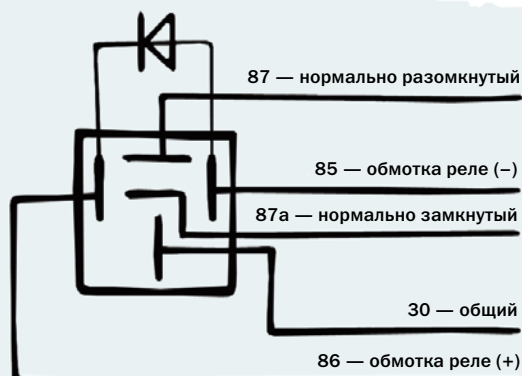 87 — нормально разомкнутый
85 — обмотка реле (–)
87a — нормально замкнутый
30 — общий
86 — обмотка реле (+)